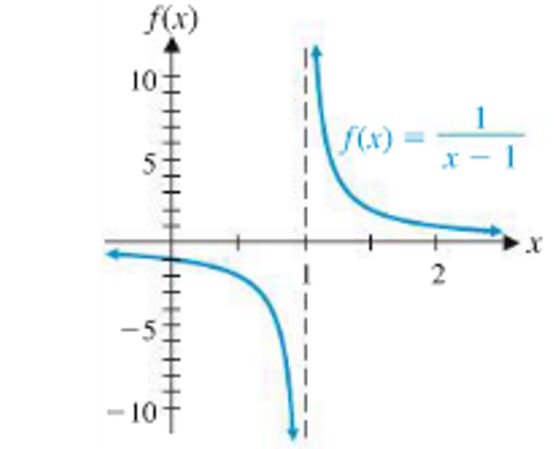 f(x)
10
f(x) = 1/(x − 1)
5
x
1
2
−5
−10